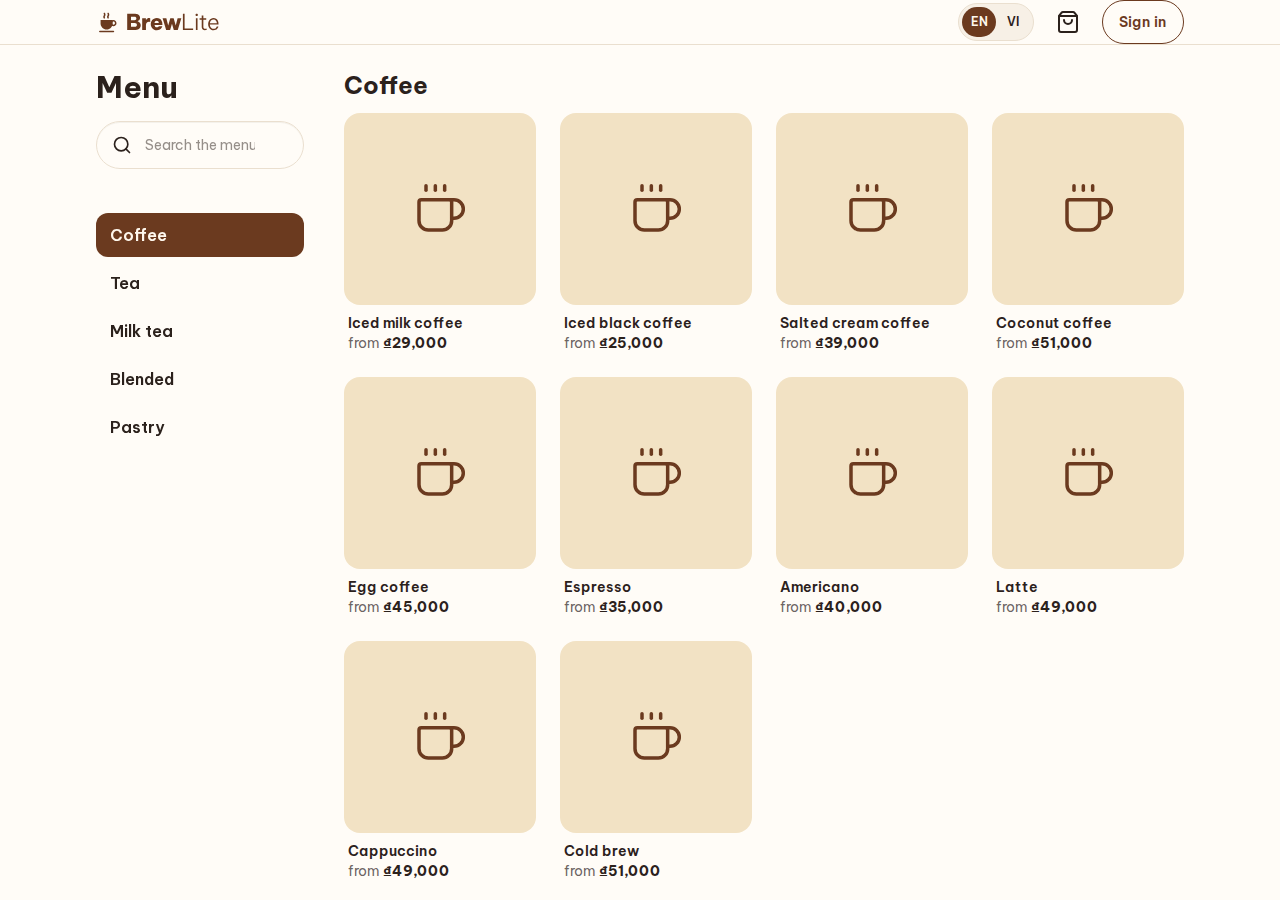 BrewLite
EN VI
Sign in
Menu
Search the menu
Coffee
Tea
Milk tea
Blended
Pastry
Coffee
Iced milk coffee
from ₫29,000
Iced black coffee
from ₫25,000
Salted cream coffee
from ₫39,000
Coconut coffee
from ₫51,000
Egg coffee
from ₫45,000
Espresso
from ₫35,000
Americano
from ₫40,000
Latte
from ₫49,000
Cappuccino
from ₫49,000
Cold brew
from ₫51,000